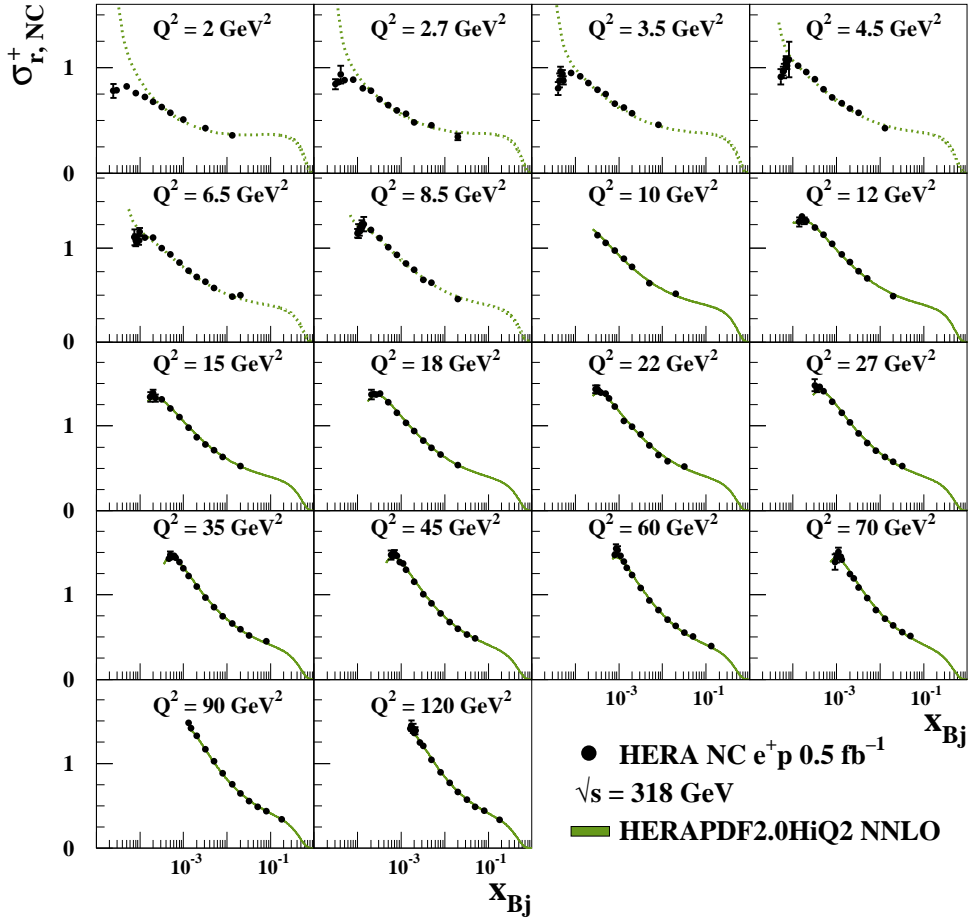 σ⁺r, NC
Q² = 2 GeV²
Q² = 2.7 GeV²
Q² = 3.5 GeV²
Q² = 4.5 GeV²
1
0
Q² = 6.5 GeV²
Q² = 8.5 GeV²
Q² = 10 GeV²
Q² = 12 GeV²
1
0
Q² = 15 GeV²
Q² = 18 GeV²
Q² = 22 GeV²
Q² = 27 GeV²
1
0
Q² = 35 GeV²
Q² = 45 GeV²
Q² = 60 GeV²
Q² = 70 GeV²
1
0
10⁻³ 10⁻¹ 10⁻³ 10⁻¹
xBj
Q² = 90 GeV²
Q² = 120 GeV²
1
0
10⁻³ 10⁻¹ 10⁻³ 10⁻¹
xBj
HERA NC e⁺p 0.5 fb⁻¹
√s = 318 GeV
HERAPDF2.0HiQ2 NNLO